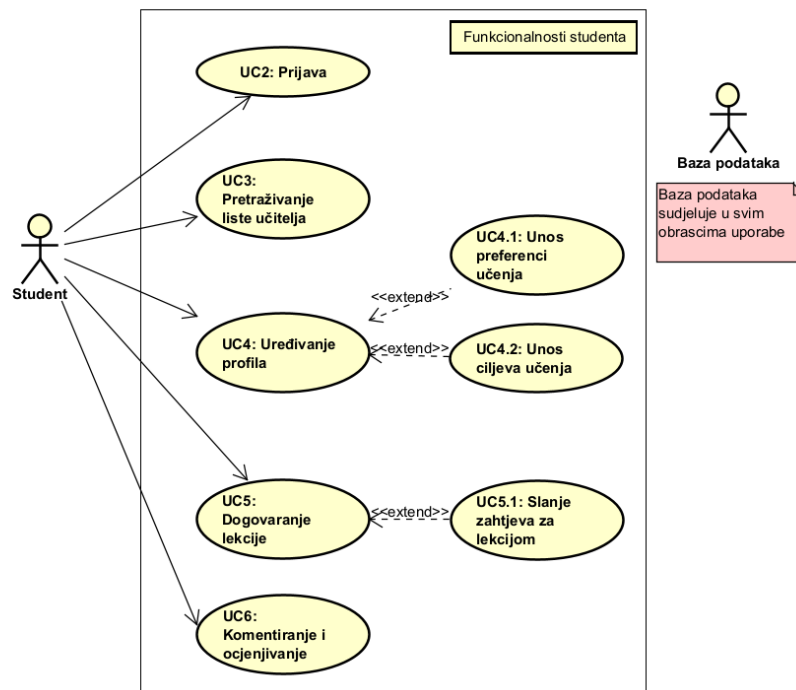 Funkcionalnosti studenta
UC2: Prijava
Baza podataka
UC3:
Pretraživanje
liste učitelja
Baza podataka
sudjeluje u svim
obrascima uporabe
UC4.1: Unos
preferenci
učenja
Student
<<extend>>
UC4: Uređivanje
profila
<<extend>>
UC4.2: Unos
ciljeva učenja
UC5:
Dogovaranje
lekcije
<<extend>>
UC5.1: Slanje
zahtjeva za
lekcijom
UC6:
Komentiranje i
ocjenjivanje